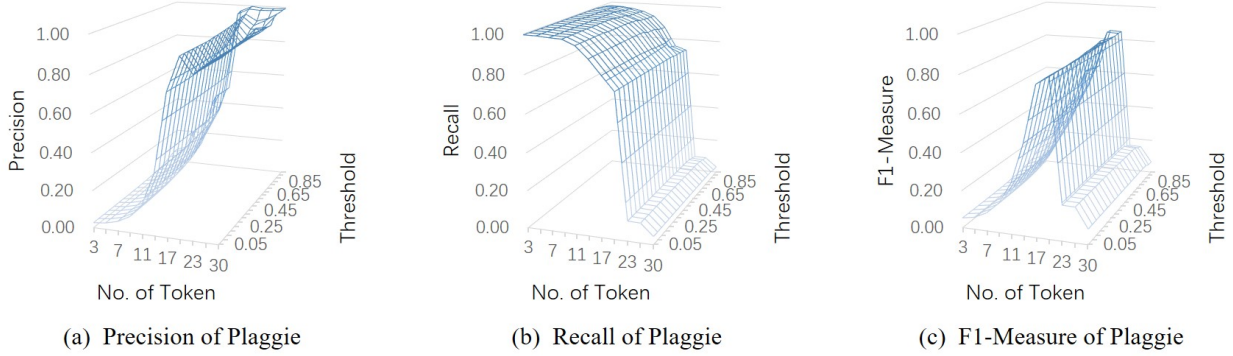 1.00
0.80
0.60
0.40
0.20
0.00
Precision
3 7 11 17 23 30
No. of Token
0.05 0.25 0.45 0.65 0.85
Threshold
(a) Precision of Plaggie
1.00
0.80
0.60
0.40
0.20
0.00
Recall
3 7 11 17 23 30
No. of Token
0.05 0.25 0.45 0.65 0.85
Threshold
(b) Recall of Plaggie
1.00
0.80
0.60
0.40
0.20
0.00
F1-Measure
3 7 11 17 23 30
No. of Token
0.05 0.25 0.45 0.65 0.85
Threshold
(c) F1-Measure of Plaggie